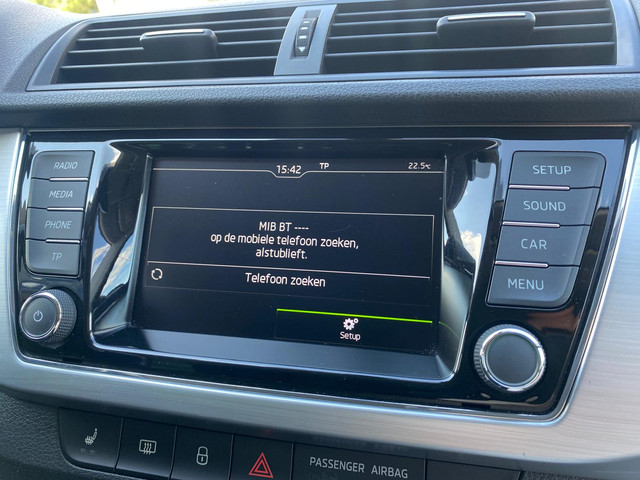 RADIO
MEDIA
PHONE
TP
15:42
TP
22.5°C
MIB BT ----
op de mobiele telefoon zoeken,
alstublieft.
Telefoon zoeken
Setup
SETUP
SOUND
CAR
MENU
PASSENGER AIRBAG